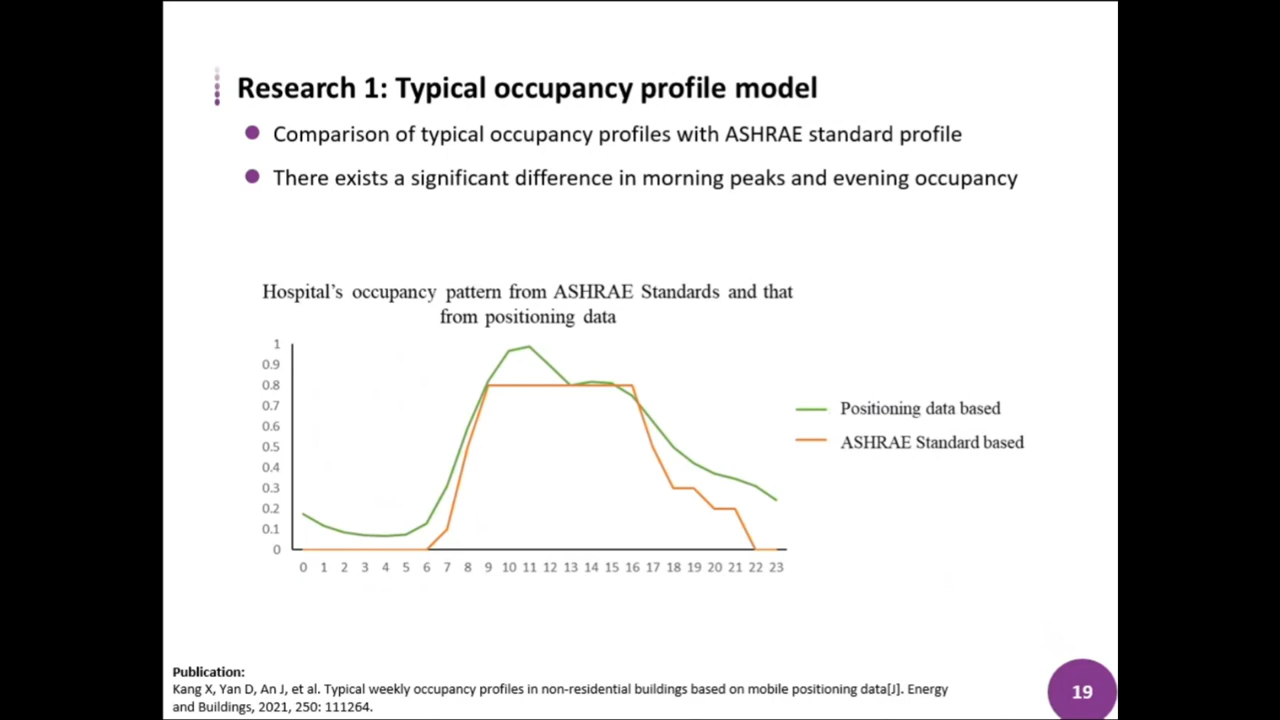 Research 1: Typical occupancy profile model
Comparison of typical occupancy profiles with ASHRAE standard profile
There exists a significant difference in morning peaks and evening occupancy
Hospital's occupancy pattern from ASHRAE Standards and that
from positioning data
1
0.9
0.8
0.7
0.6
0.5
0.4
0.3
0.2
0.1
0
0 1 2 3 4 5 6 7 8 9 10 11 12 13 14 15 16 17 18 19 20 21 22 23
Positioning data based
ASHRAE Standard based
Publication:
Kang X, Yan D, An J, et al. Typical weekly occupancy profiles in non-residential buildings based on mobile positioning data[J]. Energy
and Buildings, 2021, 250: 111264.
19